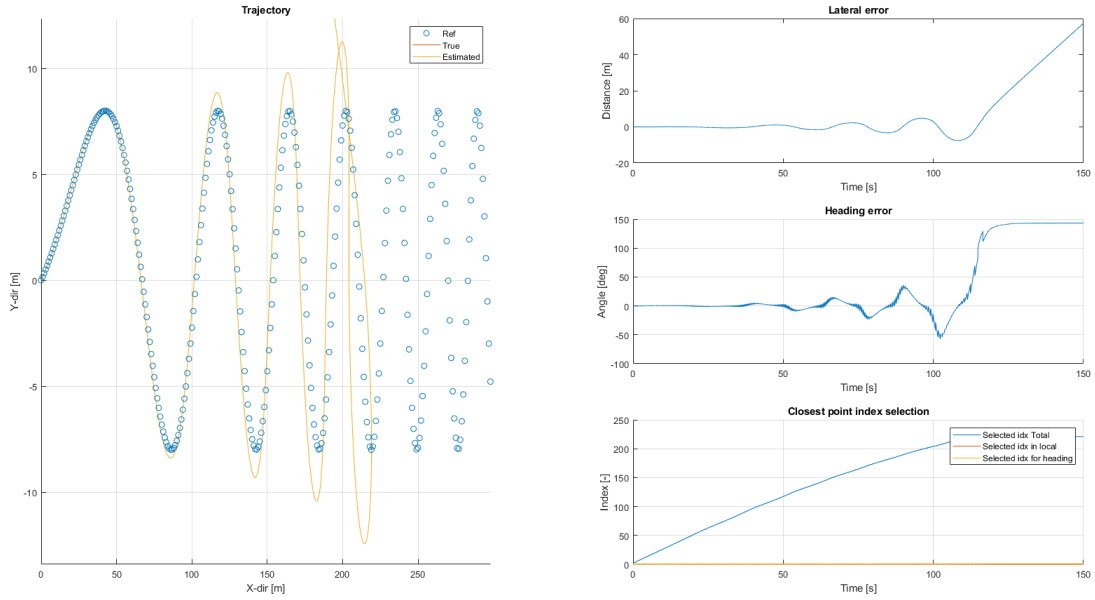 Trajectory
Ref
True
Estimated
10
5
0
-5
-10
Y-dir [m]
0
50
100
150
200
250
X-dir [m]
Lateral error
60
40
20
0
-20
Distance [m]
0
50
100
150
Time [s]
Heading error
150
100
50
0
-50
-100
Angle [deg]
0
50
100
150
Time [s]
Closest point index selection
250
200
150
100
50
0
Index [-]
Selected idx Total
Selected idx in local
Selected idx for heading
0
50
100
150
Time [s]